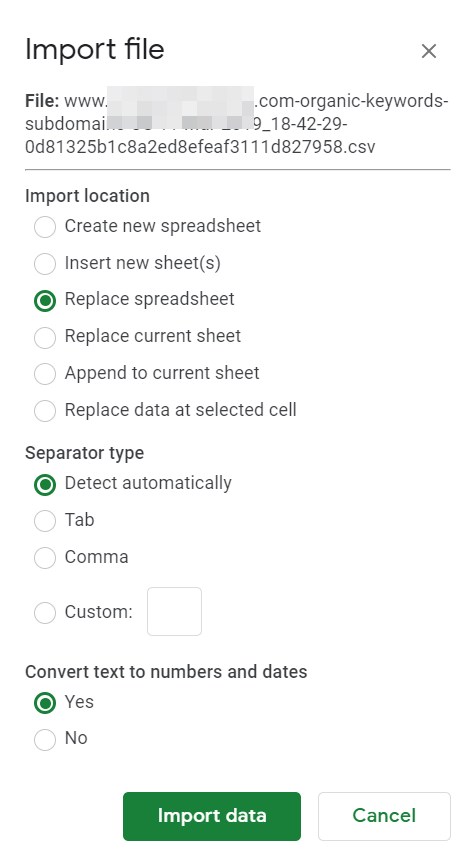 Import file
File: www. .com-organic-keywords-
9_18-42-29-
0d81325b1c8a2ed8efeaf3111d827958.csv
Import location
Create new spreadsheet
Insert new sheet(s)
Replace spreadsheet
Replace current sheet
Append to current sheet
Replace data at selected cell
Separator type
Detect automatically
Tab
Comma
Custom:
Convert text to numbers and dates
Yes
No
Import data
Cancel